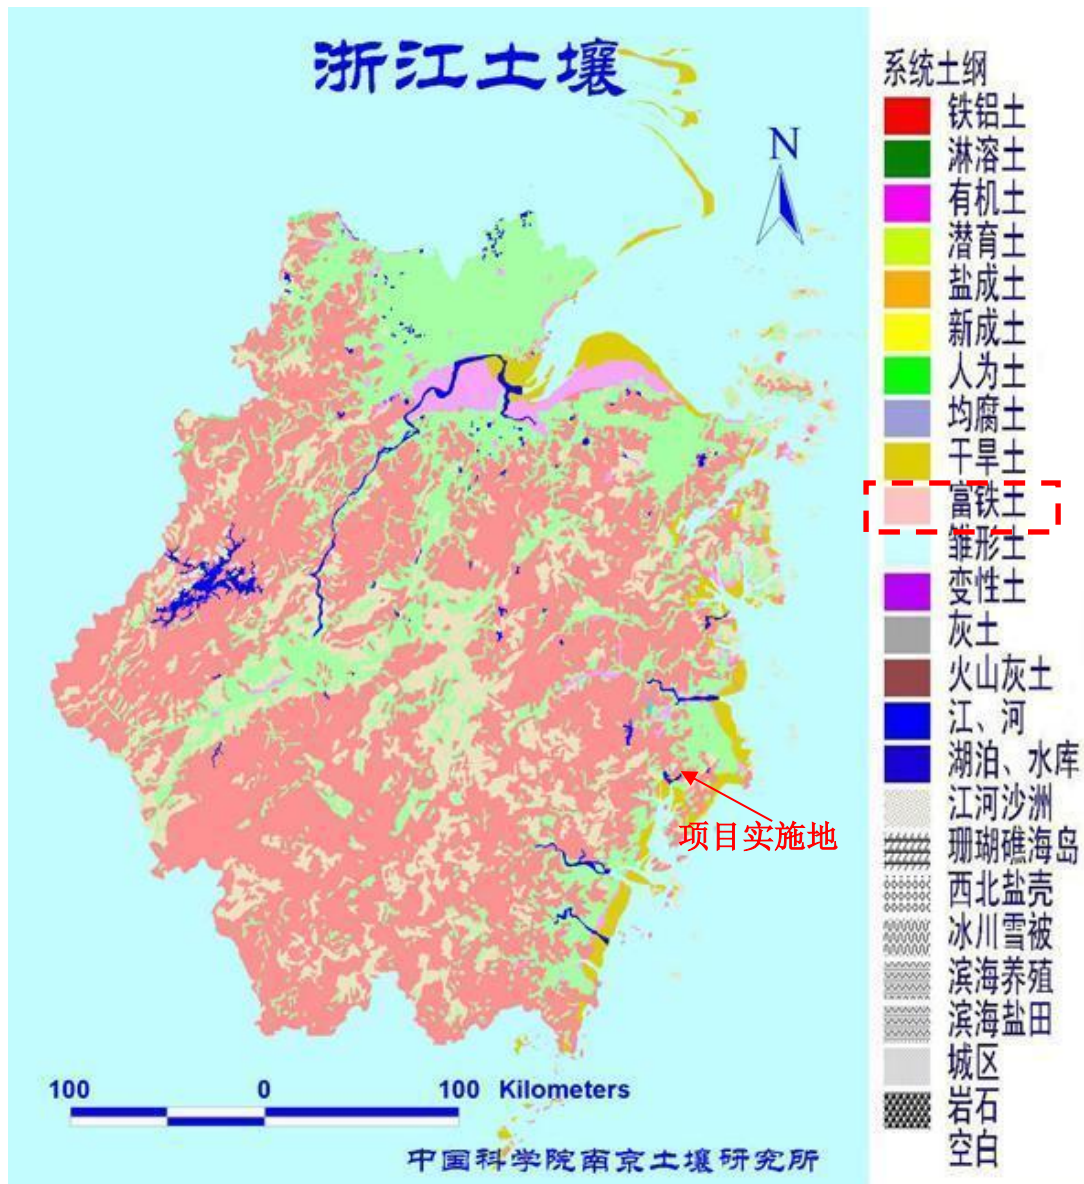 浙江土壤
N
系统土纲
铁铝土
淋溶土
有机土
潜育土
盐成土
新成土
人为土
均腐土
干旱土
富铁土
雏形土
变性土
灰土
火山灰土
江、河
湖泊、水库
江河沙洲
珊瑚礁海岛
西北盐壳
冰川雪被
滨海养殖
滨海盐田
城区
岩石
空白
项目实施地
100 0 100 Kilometers
中国科学院南京土壤研究所